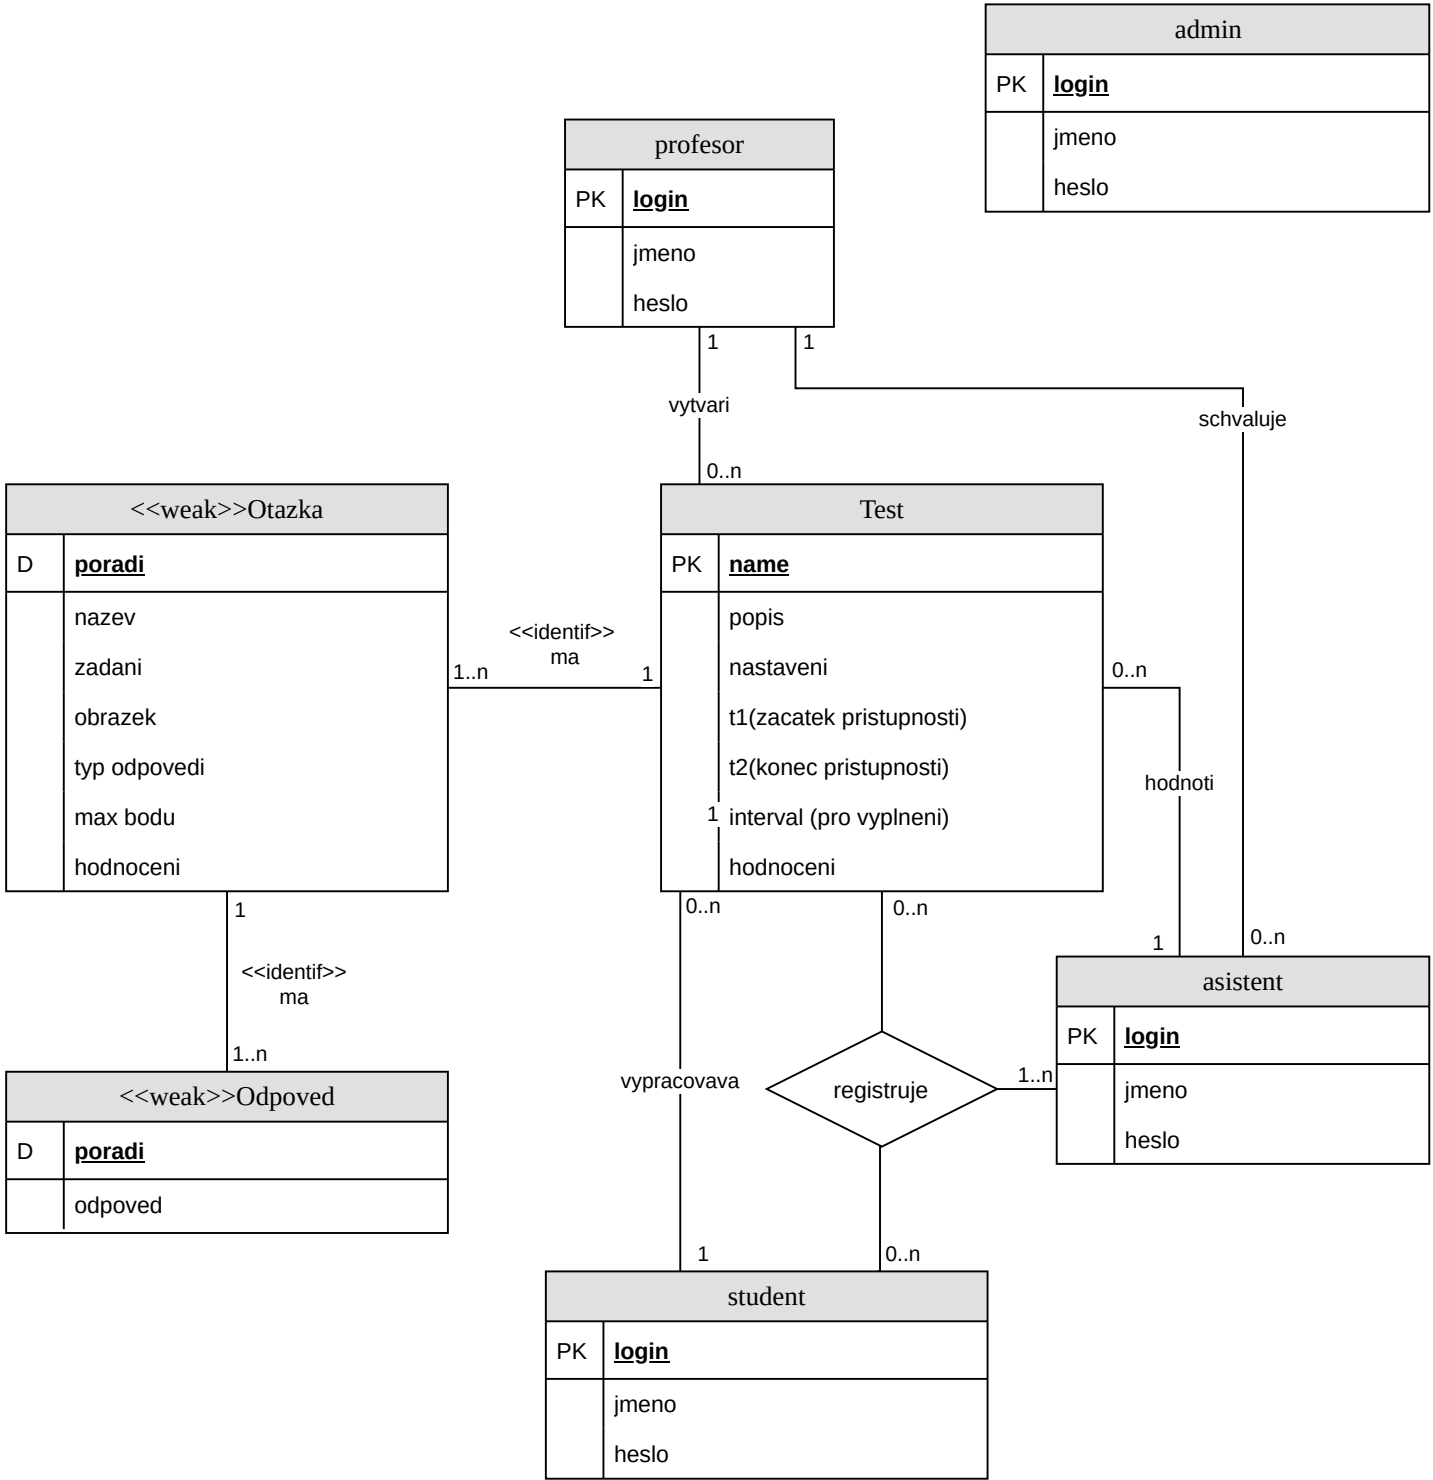 admin
PK login
jmeno
heslo
profesor
PK login
jmeno
heslo
1
1
vytvari
schvaluje
0..n
<<weak>>Otazka
D poradi
nazev
zadani
obrazek
typ odpovedi
max bodu
hodnoceni
<<identif>>
ma
1..n
1
Test
PK name
popis
nastaveni
t1(zacatek pristupnosti)
t2(konec pristupnosti)
1 interval (pro vyplneni)
hodnoceni
0..n
hodnoti
1
0..n
1
<<identif>>
ma
1..n
0..n
0..n
<<weak>>Odpoved
D poradi
odpoved
vypracovava
registruje
1..n
asistent
PK login
jmeno
heslo
1
0..n
student
PK login
jmeno
heslo